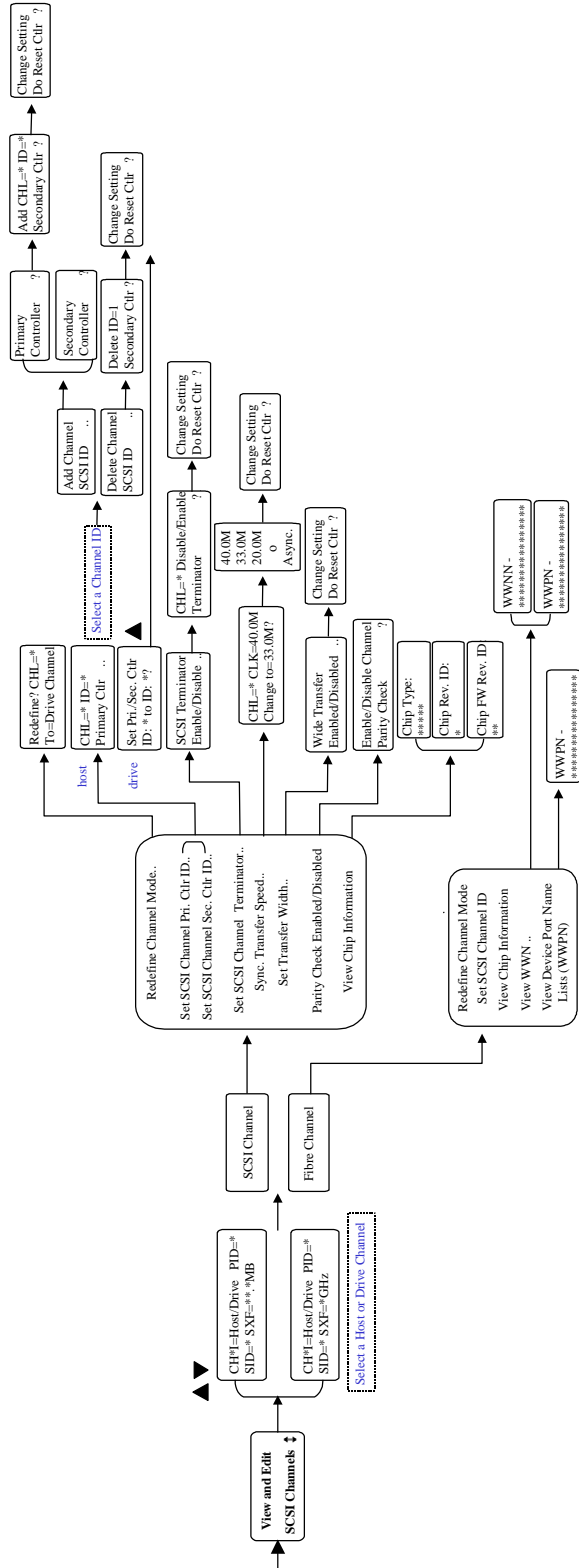 View and Edit
SCSI Channels
CH*I=Host/Drive PID=*
SID=* SXF=**.*MB
CH*I=Host/Drive PID=*
SID=* SXF=*GHz
Select a Host or Drive Channel
SCSI Channel
Fibre Channel
Redefine Channel Mode..
Set SCSI Channel Pri. Ctlr ID..
Set SCSI Channel Sec. Ctlr ID..
Set SCSI Channel Terminator..
Sync. Transfer Speed..
Set Transfer Width..
Parity Check Enabled/Disabled
View Chip Information
Redefine Channel Mode
Set SCSI Channel ID
View Chip Information
View WWN ..
View Device Port Name
Lists (WWPN)
Redefine? CHL=*
To=Drive Channel
host
CHL=* ID=*
Primary Ctlr ..
drive
Set Pri./Sec. Ctlr
ID: * to ID: *?
SCSI Terminator
Enable/Disable ..
CHL=* CLK=40.0M
Change to=33.0M?
Wide Transfer
Enabled/Disabled ..
Enable/Disable Channel
Parity Check ?
Chip Type:
*****
Chip Rev. ID:
*
Chip FW Rev. ID:
**
WWPN -
****************
WWNN -
****************
WWPN -
****************
Select a Channel ID
Add Channel
SCSI ID ..
Delete Channel
SCSI ID ..
Primary
Controller ?
Secondary
Controller ?
Delete ID=1
Secondary Ctlr ?
Add CHL=* ID=*
Secondary Ctlr ?
Change Setting
Do Reset Ctlr ?
Change Setting
Do Reset Ctlr ?
CHL=* Disable/Enable
Terminator ?
Change Setting
Do Reset Ctlr ?
40.0M
33.0M
20.0M
o
Async.
Change Setting
Do Reset Ctlr ?
Change Setting
Do Reset Ctlr ?